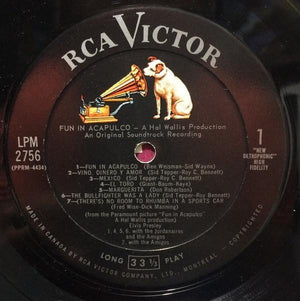 RCA VICTOR
FUN IN ACAPULCO - A Hal Wallis Production
An Original Soundtrack Recording
LPM
2756
(PPRM-4434)
1
"NEW
ORTHOPHONIC"
HIGH
FIDELITY
1-FUN IN ACAPULCO (Ben Weisman-Sid Wayne)
2-VINO, DINERO Y AMOR (Sid Tepper-Roy C. Bennett)
3-MEXICO (Sid Tepper-Roy C. Bennett)
4-EL TORO (Giant-Baum-Kaye)
5-MARGUERITA (Don Robertson)
6-THE BULLFIGHTER WAS A LADY (Sid Tepper-Roy C. Bennett)
7-(THERE'S) NO ROOM TO RHUMBA IN A SPORTS CAR
(Fred Wise-Dick Manning)
(from the Paramount picture "Fun in Acapulco"
A Hal Wallis production)
Elvis Presley
1, 4, 5, 6, with the Jordanaires
and the Amigos
2, with the Amigos
LONG 33 1/3 PLAY
MADE IN CANADA BY RCA VICTOR COMPANY, LTD., MONTREAL